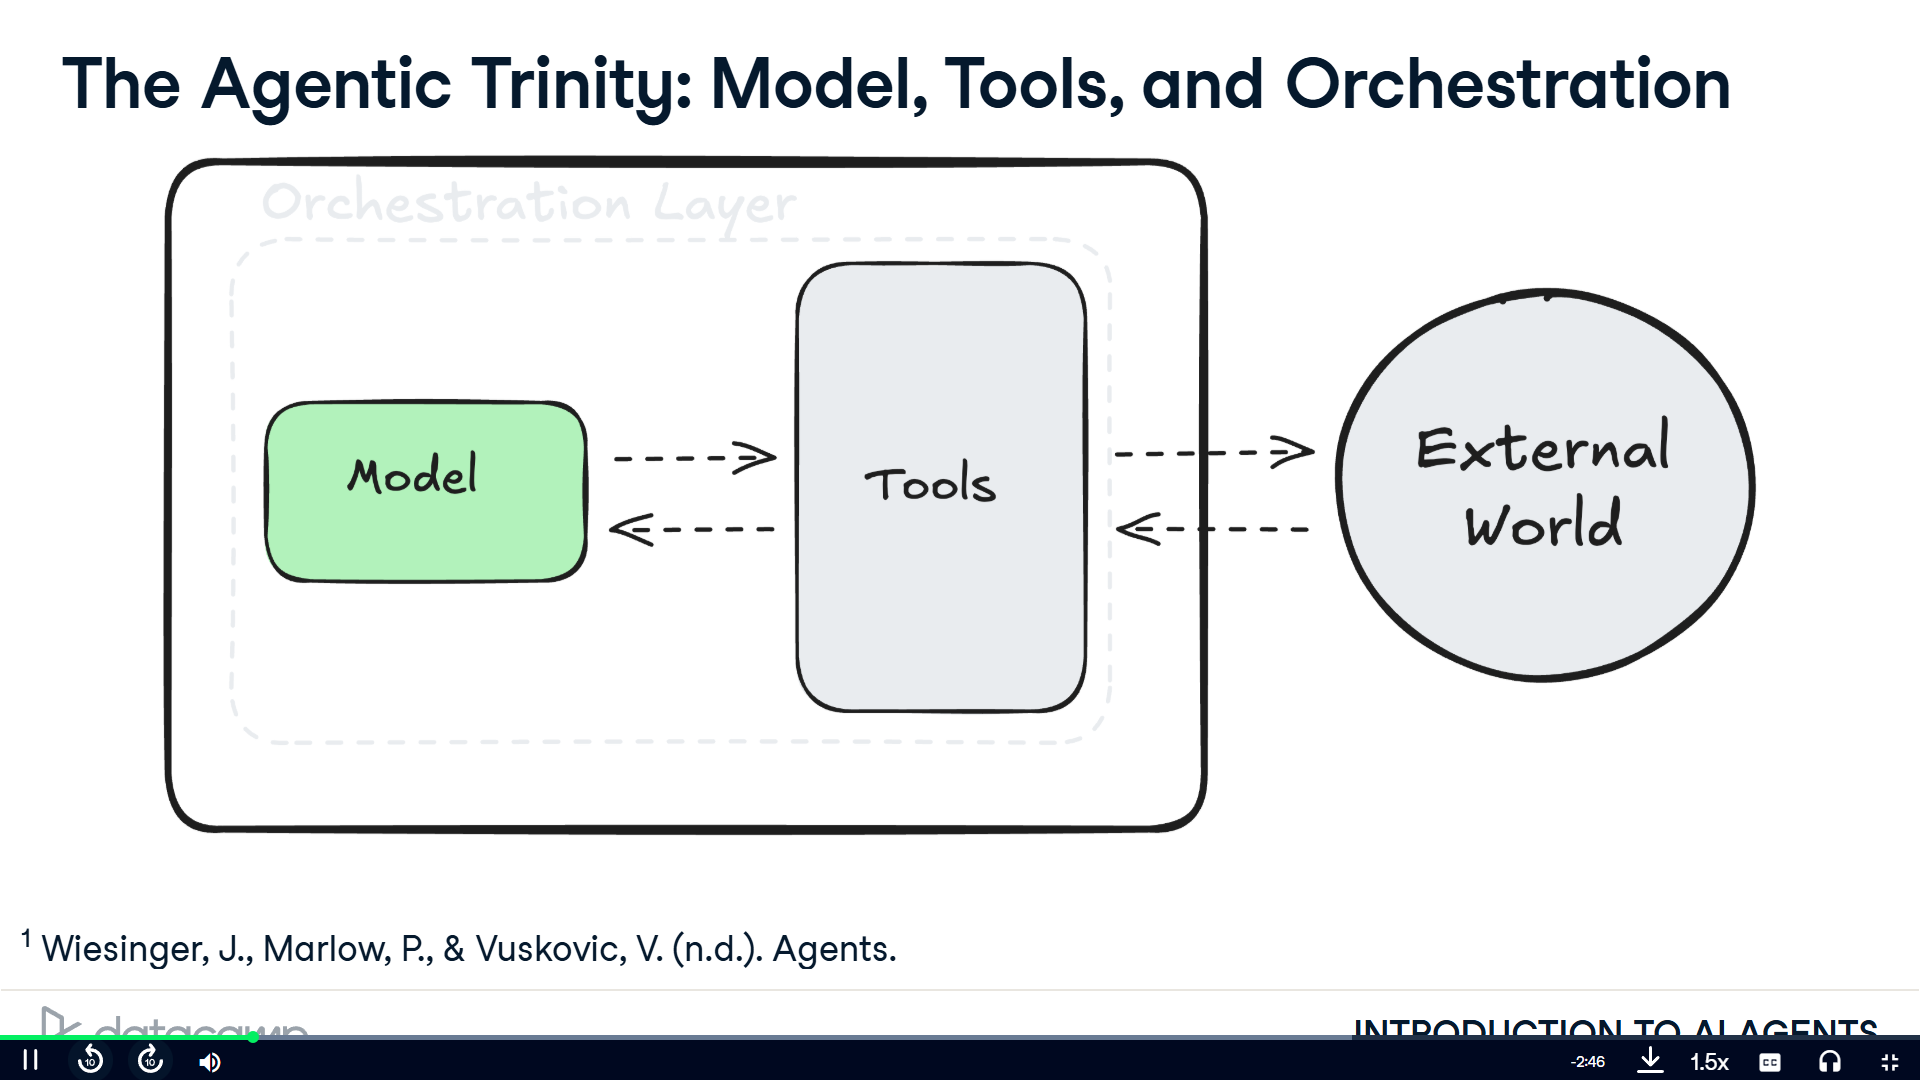 The Agentic Trinity: Model, Tools, and Orchestration
Orchestration Layer
Model
Tools
External
World
1 Wiesinger, J., Marlow, P., & Vuskovic, V. (n.d.). Agents.
datacamp
INTRODUCTION TO AI AGENTS
10
10
-2:46
1.5x
CC